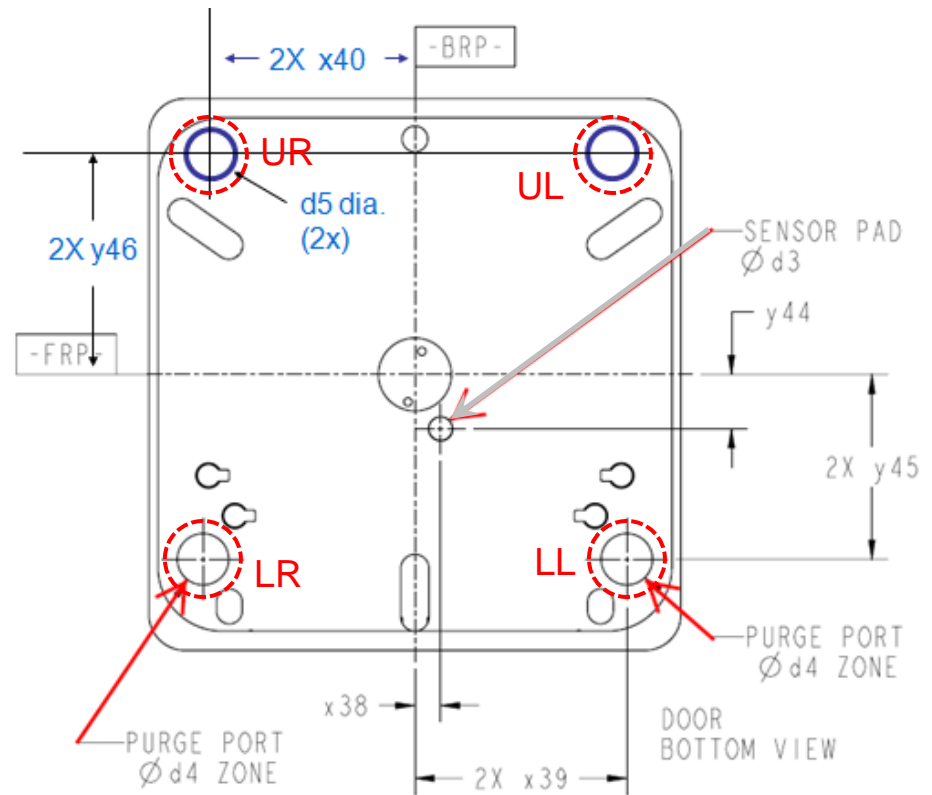 2X x40
-BRP-
UR
UL
d5 dia.
(2x)
2X y46
SENSOR PAD
Ø d3
y44
-FRP-
2X y45
LR
LL
PURGE PORT
Ø d4 ZONE
x38
DOOR
BOTTOM VIEW
PURGE PORT
Ø d4 ZONE
2X x39